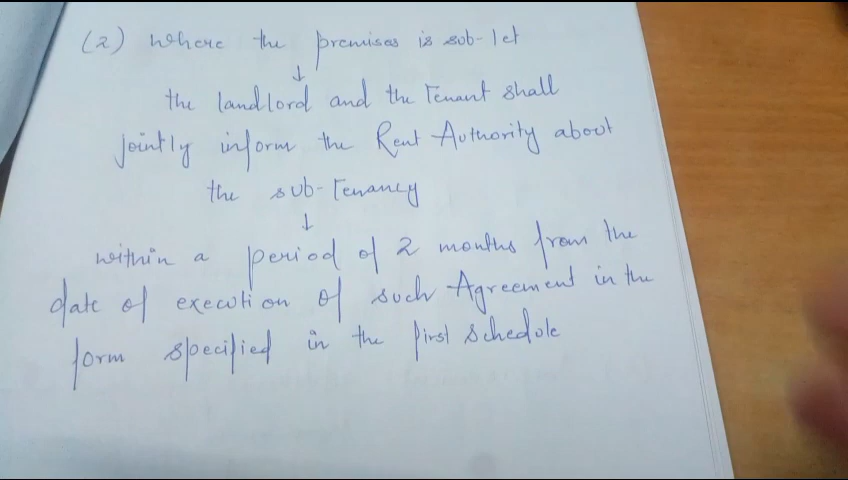 (2) Where the premises is sub-let
↓
the landlord and the Tenant shall
jointly inform the Rent Authority about
the sub-Tenancy
↓
within a period of 2 months from the
date of execution of such Agreement in the
form specified in the first schedule